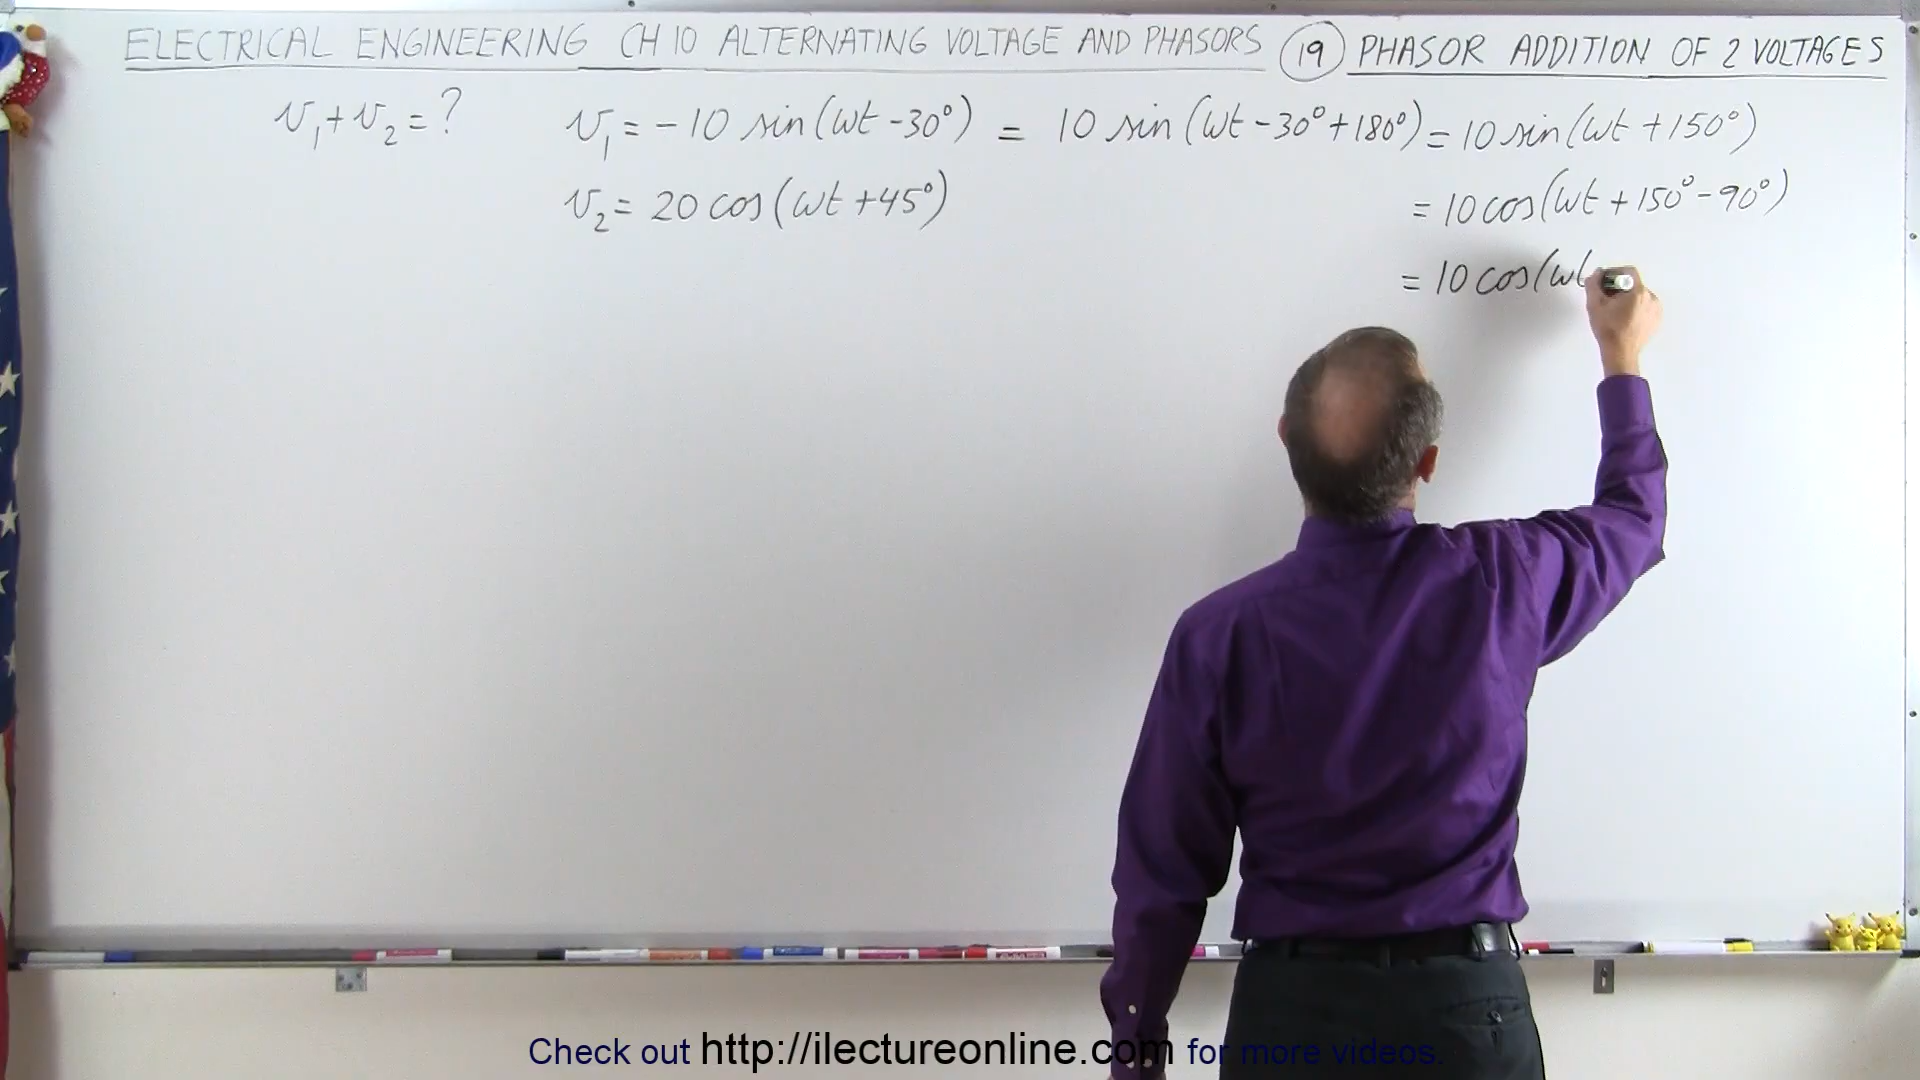 ELECTRICAL ENGINEERING CH 10 ALTERNATING VOLTAGE AND PHASORS (19) PHASOR ADDITION OF 2 VOLTAGES
v₁+v₂=? v₁ = -10 sin(ωt -30°) = 10 sin(ωt -30°+180°) = 10 sin(ωt +150°)
v₂ = 20 cos(ωt +45°) = 10 cos(ωt +150° -90°)
= 10 cos(ωt
Check out http://ilectureonline.com for more videos.